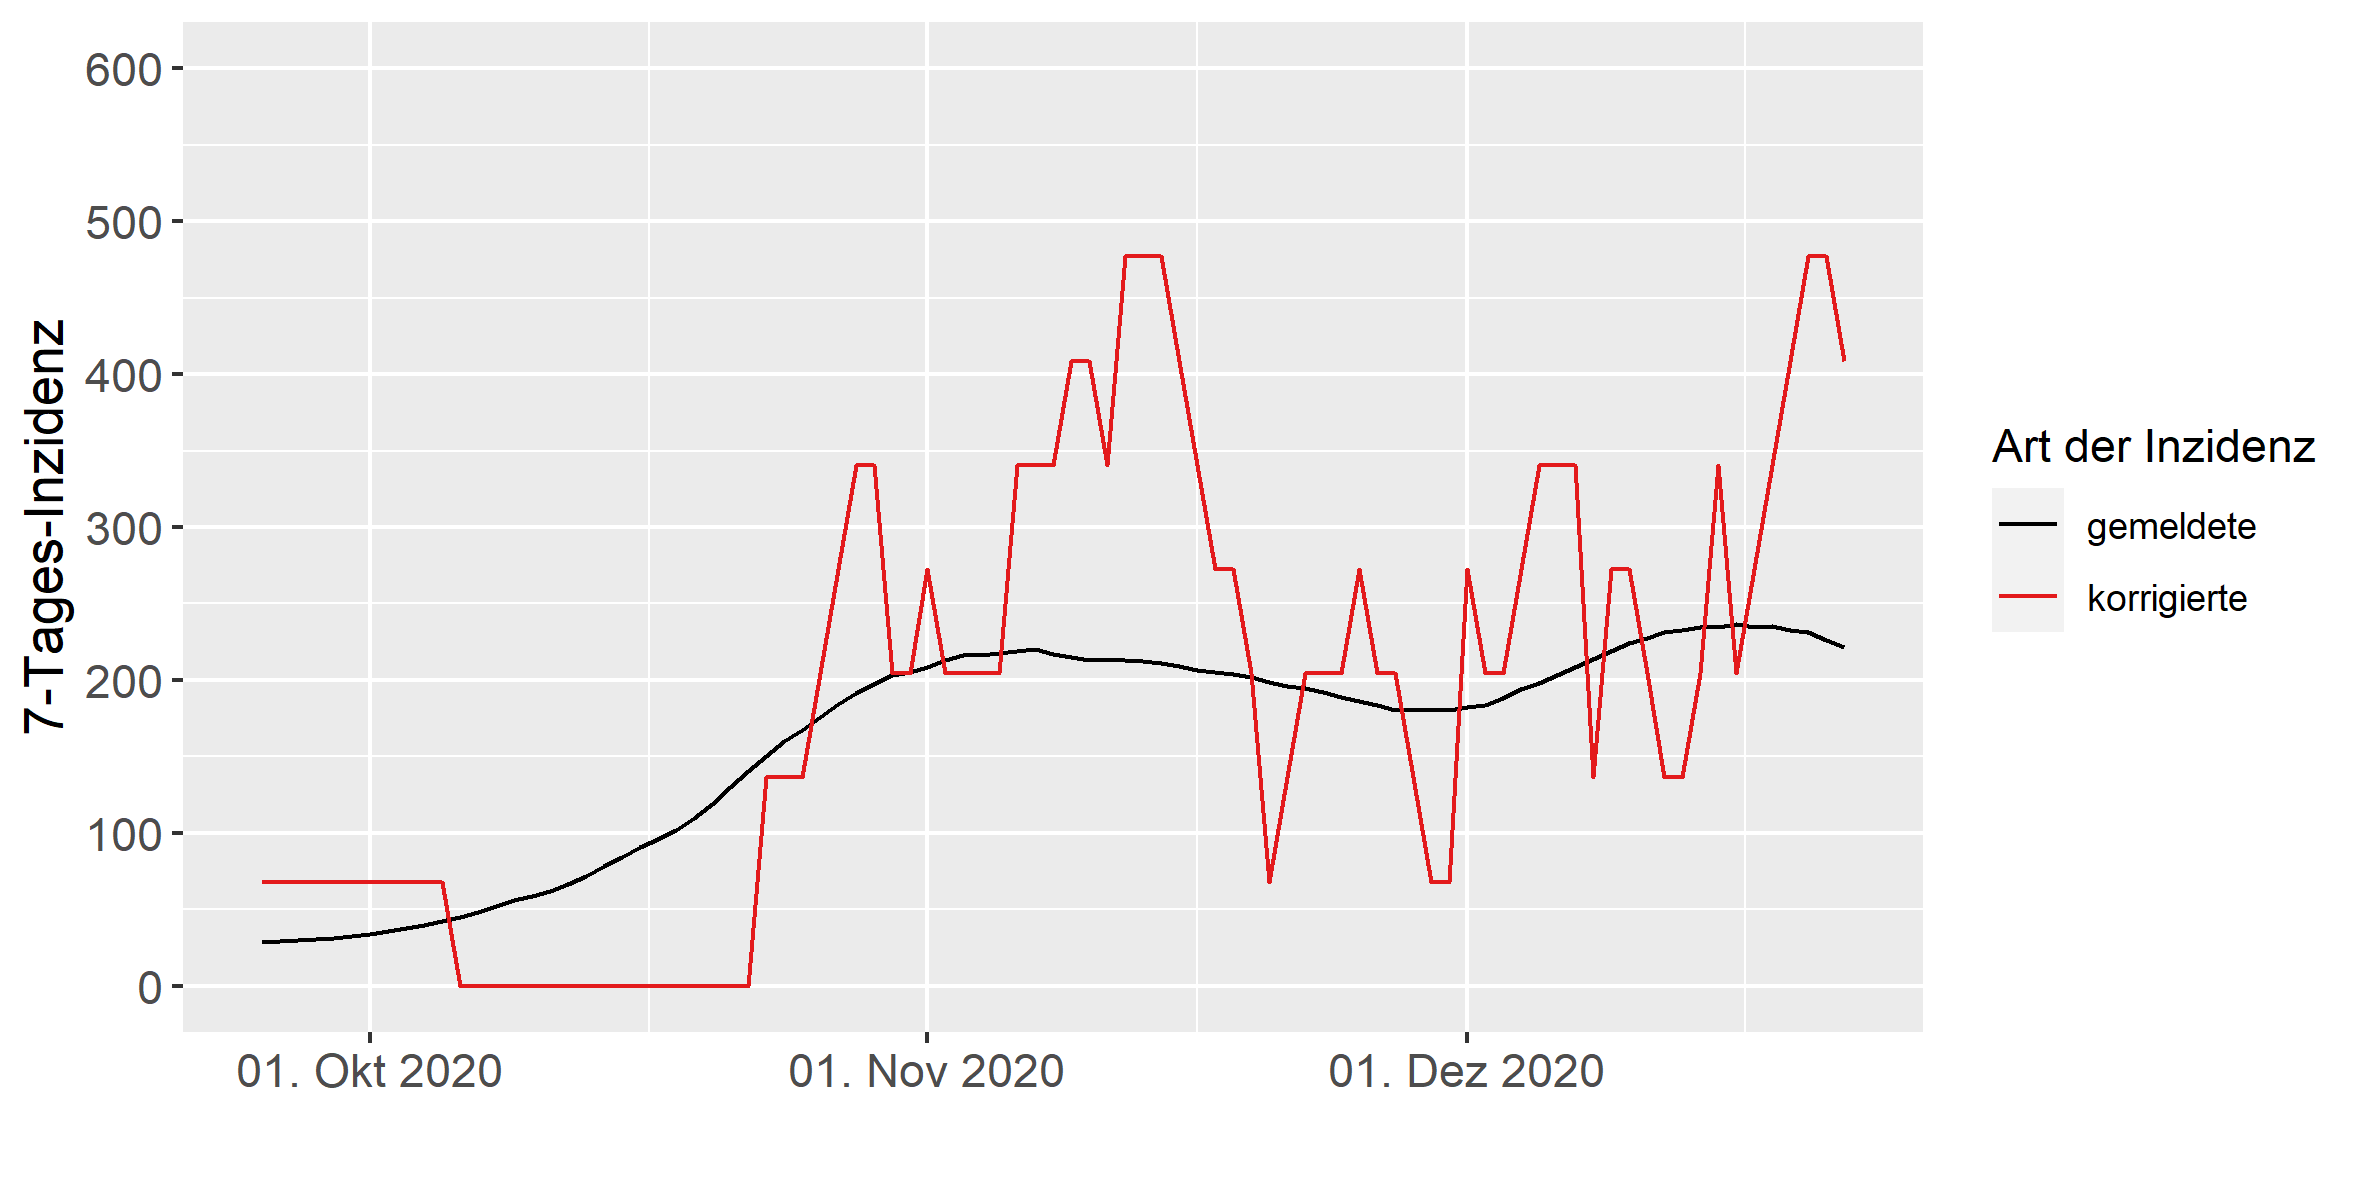 7-Tages-Inzidenz
600
500
400
300
200
100
0
01. Okt 2020
01. Nov 2020
01. Dez 2020
Art der Inzidenz
gemeldete
korrigierte